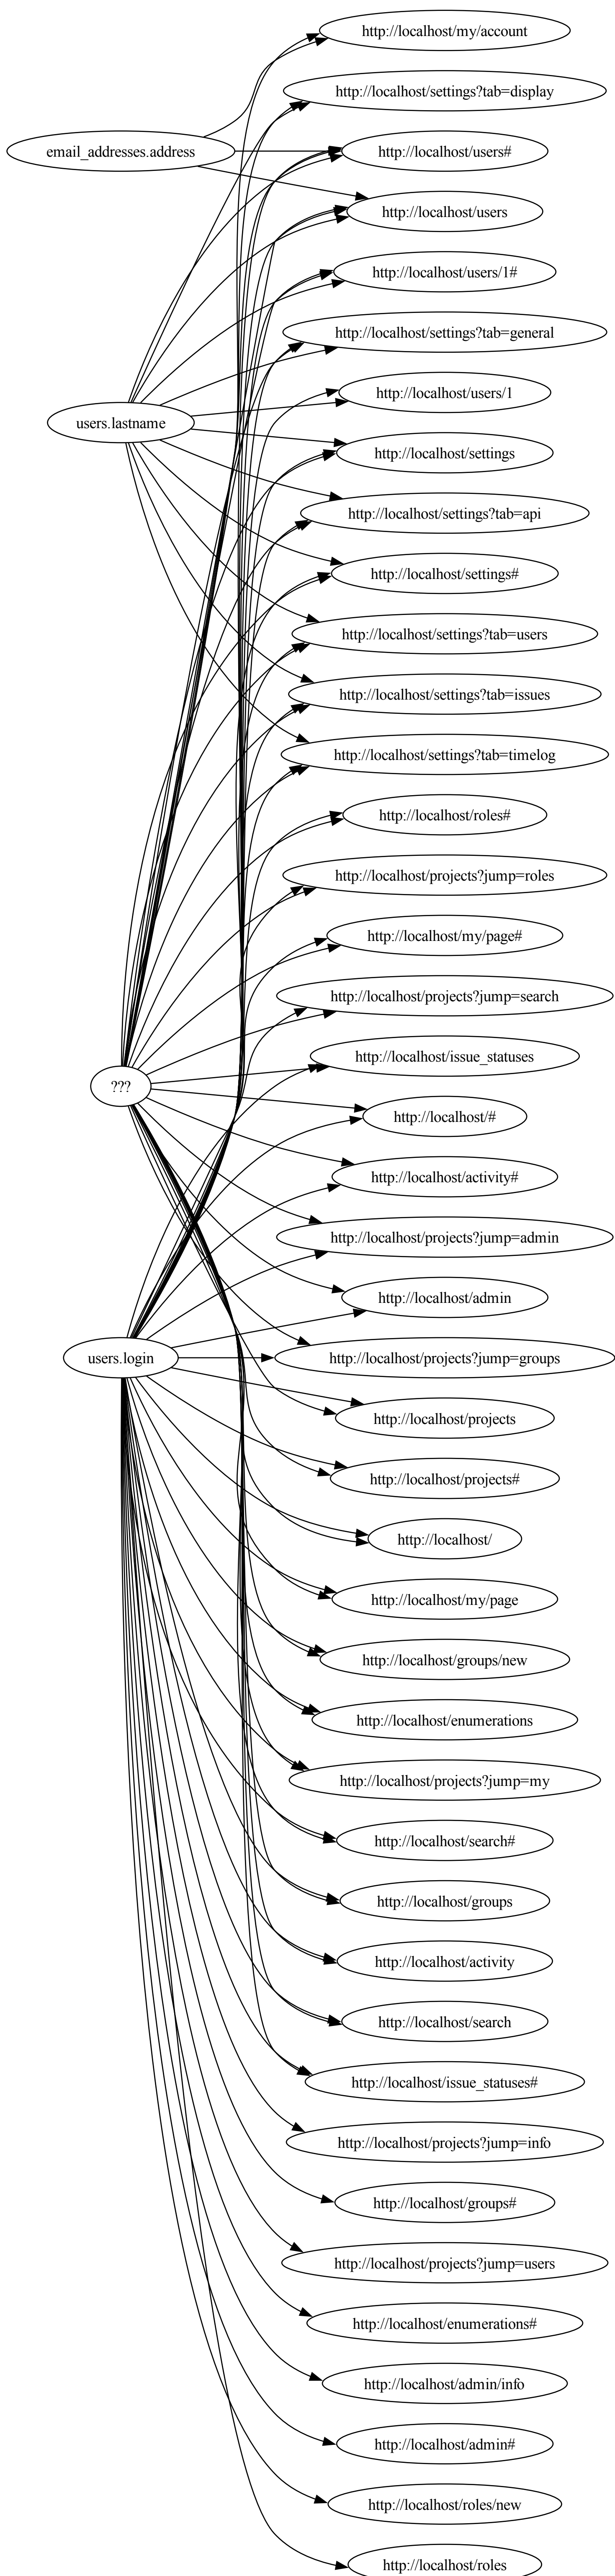 http://localhost/my/account
http://localhost/settings?tab=display
email_addresses.address
http://localhost/users#
http://localhost/users
http://localhost/users/1#
http://localhost/settings?tab=general
http://localhost/users/1
users.lastname
http://localhost/settings
http://localhost/settings?tab=api
http://localhost/settings#
http://localhost/settings?tab=users
http://localhost/settings?tab=issues
http://localhost/settings?tab=timelog
http://localhost/roles#
http://localhost/projects?jump=roles
http://localhost/my/page#
http://localhost/projects?jump=search
http://localhost/issue_statuses
???
http://localhost/#
http://localhost/activity#
http://localhost/projects?jump=admin
http://localhost/admin
users.login
http://localhost/projects?jump=groups
http://localhost/projects
http://localhost/projects#
http://localhost/
http://localhost/my/page
http://localhost/groups/new
http://localhost/enumerations
http://localhost/projects?jump=my
http://localhost/search#
http://localhost/groups
http://localhost/activity
http://localhost/search
http://localhost/issue_statuses#
http://localhost/projects?jump=info
http://localhost/groups#
http://localhost/projects?jump=users
http://localhost/enumerations#
http://localhost/admin/info
http://localhost/admin#
http://localhost/roles/new
http://localhost/roles